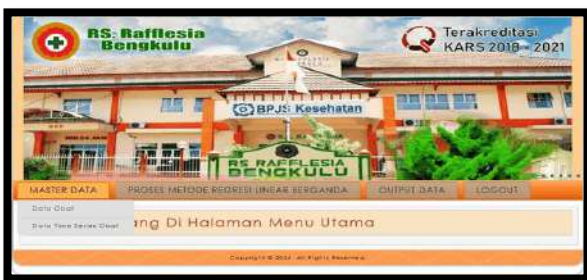 RS. Rafflesia
Bengkulu
Terakreditasi
KARS 2018 - 2021
BPJS Kesehatan
RS RAFFLESIA
BENGKULU
MASTER DATA
PROSES METODE REGRESI LINEAR BERGANDA
OUTPUT DATA
LOGOUT
Data Obat
Data Time Series Obat
ang Di Halaman Menu Utama